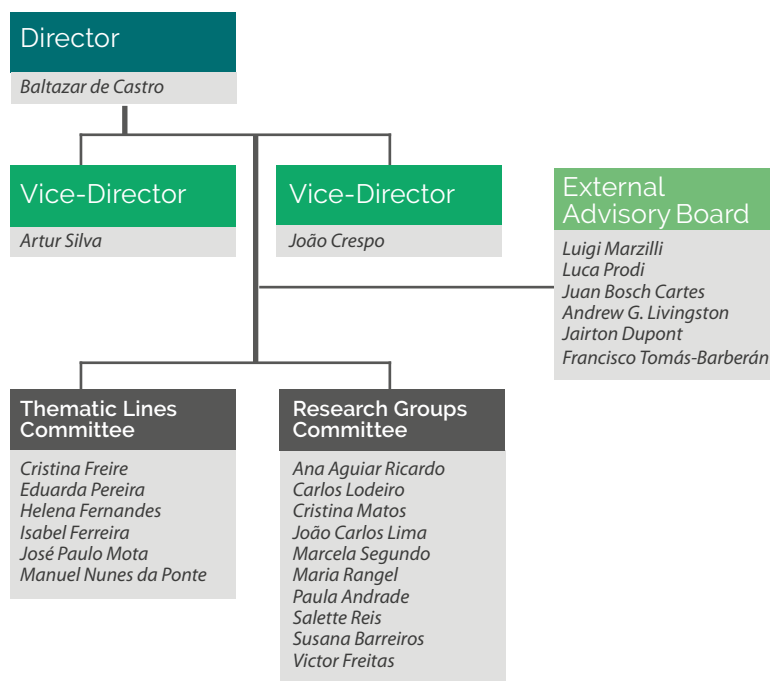 Director
Baltazar de Castro
Vice-Director
Artur Silva
Vice-Director
João Crespo
External
Advisory Board
Luigi Marzilli
Luca Prodi
Juan Bosch Cartes
Andrew G. Livingston
Jairton Dupont
Francisco Tomás-Barberán
Thematic Lines
Committee
Cristina Freire
Eduarda Pereira
Helena Fernandes
Isabel Ferreira
José Paulo Mota
Manuel Nunes da Ponte
Research Groups
Committee
Ana Aguiar Ricardo
Carlos Lodeiro
Cristina Matos
João Carlos Lima
Marcela Segundo
Maria Rangel
Paula Andrade
Salette Reis
Susana Barreiros
Victor Freitas